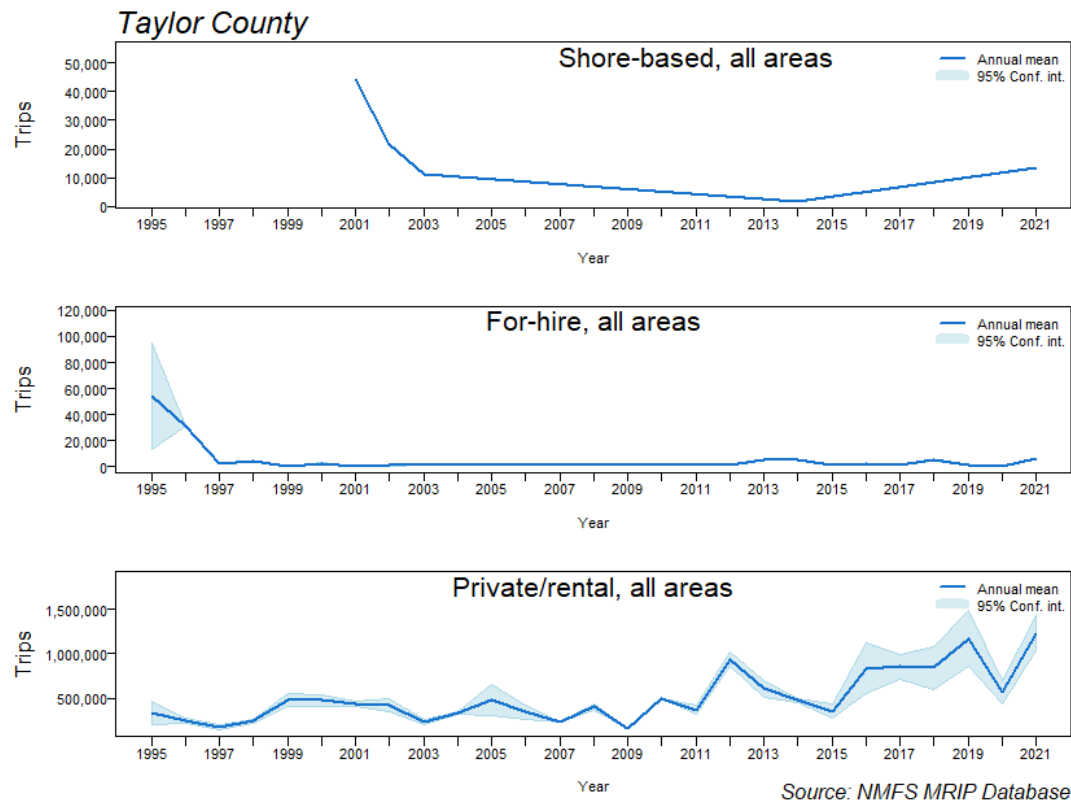 Taylor County
Shore-based, all areas
Annual mean
95% Conf. int.
Trips
50,000
40,000
30,000
20,000
10,000
0
1995 1997 1999 2001 2003 2005 2007 2009 2011 2013 2015 2017 2019 2021
Year
For-hire, all areas
Annual mean
95% Conf. int.
Trips
120,000
100,000
80,000
60,000
40,000
20,000
0
1995 1997 1999 2001 2003 2005 2007 2009 2011 2013 2015 2017 2019 2021
Year
Private/rental, all areas
Annual mean
95% Conf. int.
Trips
1,500,000
1,000,000
500,000
1995 1997 1999 2001 2003 2005 2007 2009 2011 2013 2015 2017 2019 2021
Year
Source: NMFS MRIP Database